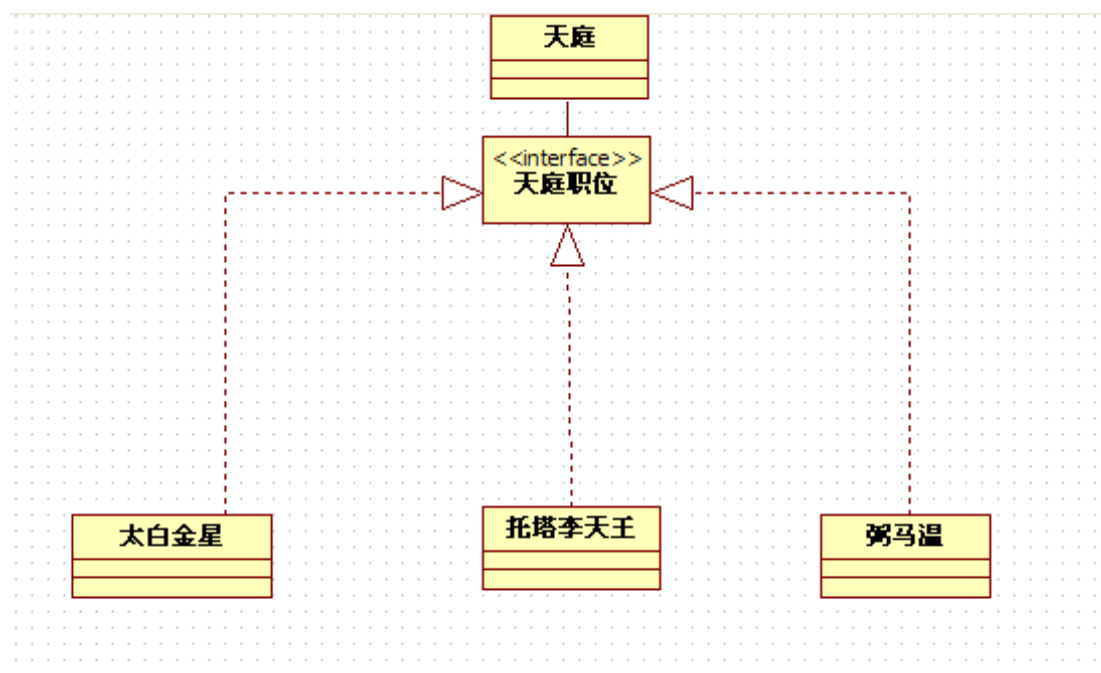 天庭
<<interface>>
天庭职位
太白金星
托塔李天王
弼马温